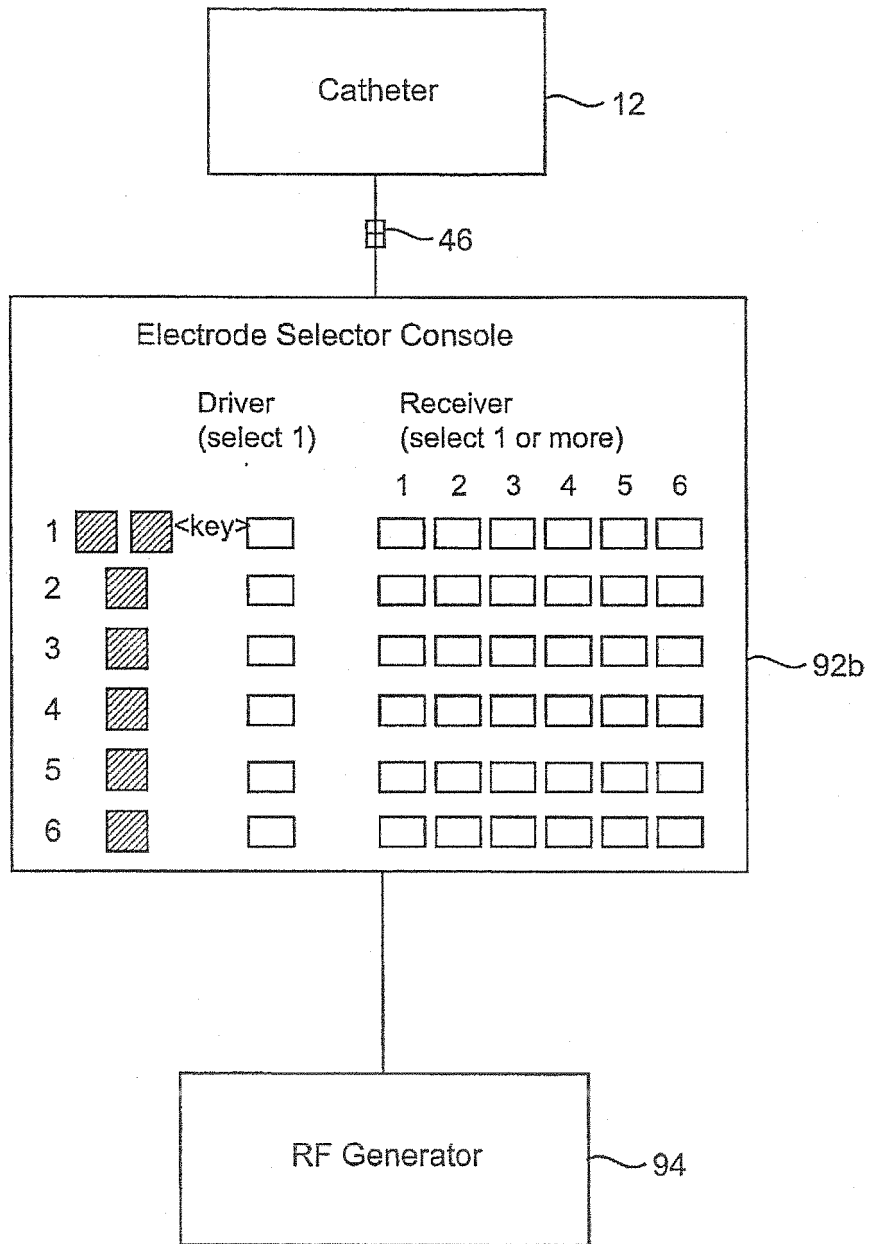 Catheter
12
46
Electrode Selector Console
Driver
(select 1)
Receiver
(select 1 or more)
1 2 3 4 5 6
1 <key>
2
3
92b
4
5
6
RF Generator
94